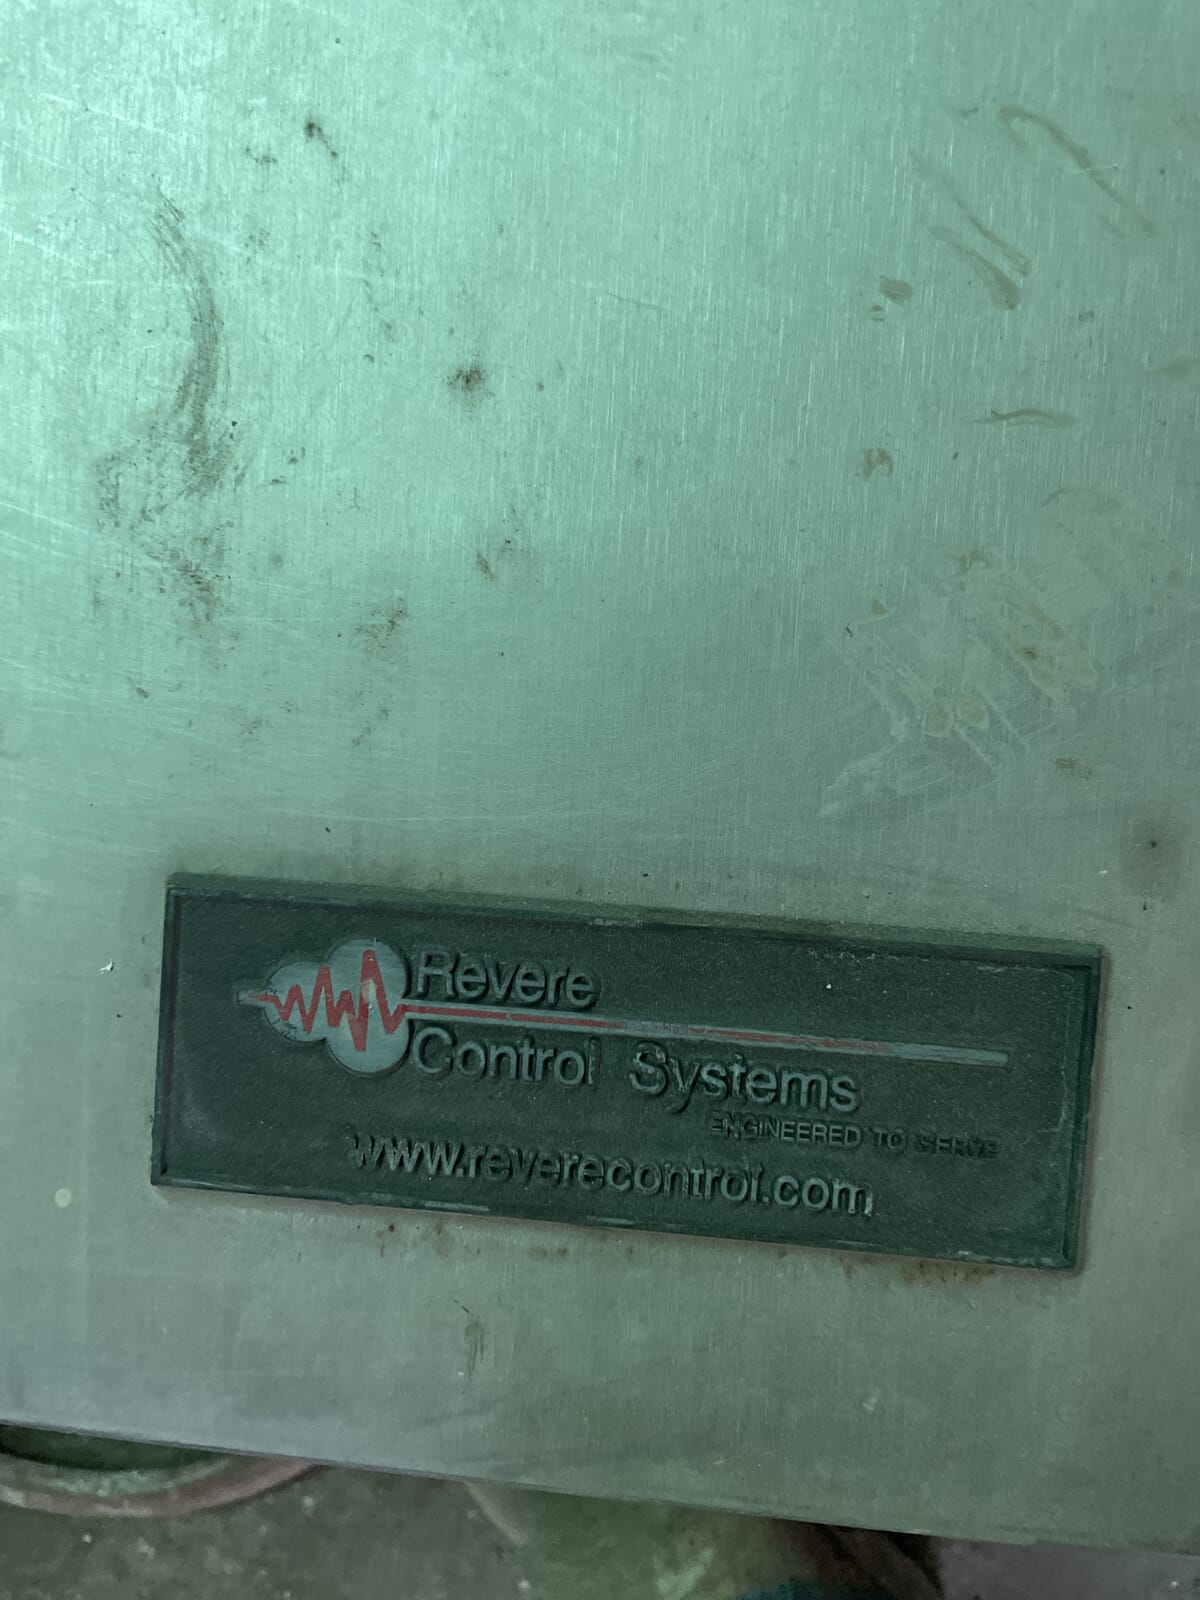 Revere
Control Systems
ENGINEERED TO SERVE
www.reverecontrol.com